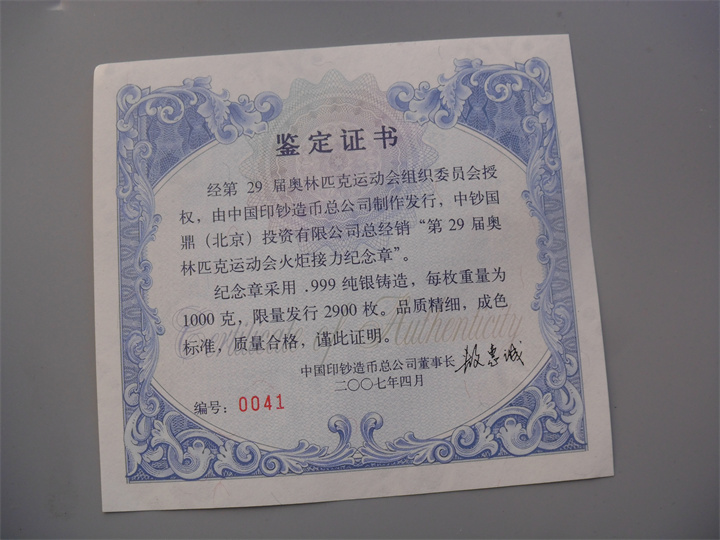 鉴定证书
经第 29 届奥林匹克运动会组织委员会授
权，由中国印钞造币总公司制作发行，中钞国
鼎（北京）投资有限公司总经销“第 29 届奥
林匹克运动会火炬接力纪念章”。
纪念章采用 .999 纯银铸造，每枚重量为
1000 克，限量发行 2900 枚。品质精细，成色
Certificate of Authenticity
标准，质量合格，谨此证明。
中国印钞造币总公司董事长
二〇〇七年四月
编号：0041